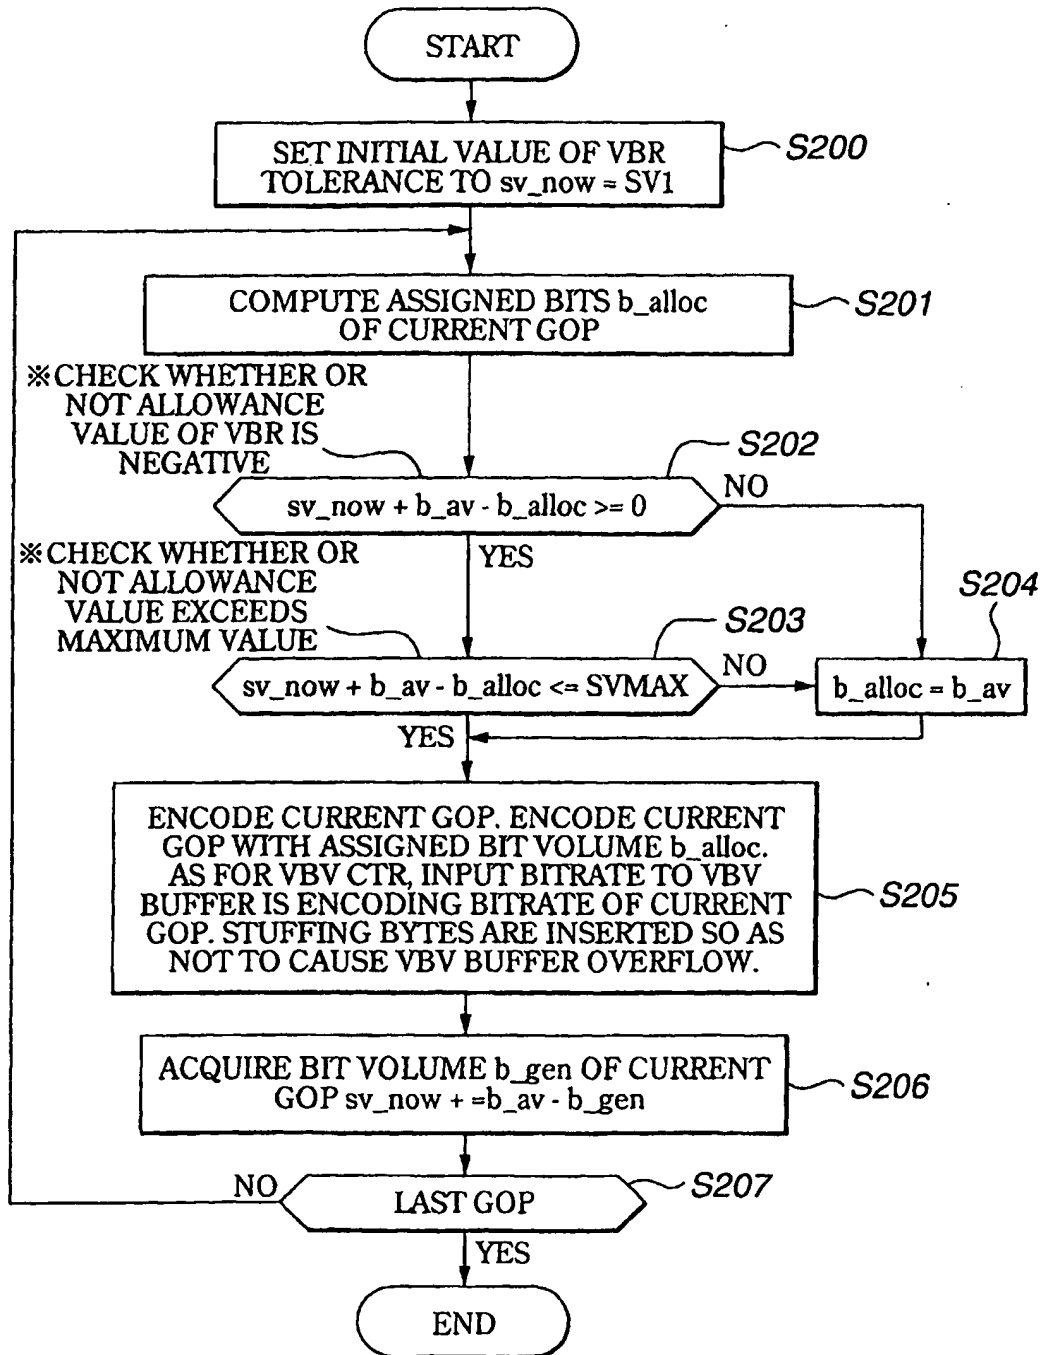 START
SET INITIAL VALUE OF VBR
TOLERANCE TO sv_now = SV1
S200
COMPUTE ASSIGNED BITS b_alloc
OF CURRENT GOP
S201
※CHECK WHETHER OR
NOT ALLOWANCE
VALUE OF VBR IS
NEGATIVE
S202
sv_now + b_av - b_alloc >= 0
NO
YES
※CHECK WHETHER OR
NOT ALLOWANCE
VALUE EXCEEDS
MAXIMUM VALUE
S203
S204
sv_now + b_av - b_alloc <= SVMAX
NO
b_alloc = b_av
YES
ENCODE CURRENT GOP. ENCODE CURRENT
GOP WITH ASSIGNED BIT VOLUME b_alloc.
AS FOR VBV CTR, INPUT BITRATE TO VBV
BUFFER IS ENCODING BITRATE OF CURRENT
GOP. STUFFING BYTES ARE INSERTED SO AS
NOT TO CAUSE VBV BUFFER OVERFLOW.
S205
ACQUIRE BIT VOLUME b_gen OF CURRENT
GOP sv_now + =b_av - b_gen
S206
NO
LAST GOP
S207
YES
END